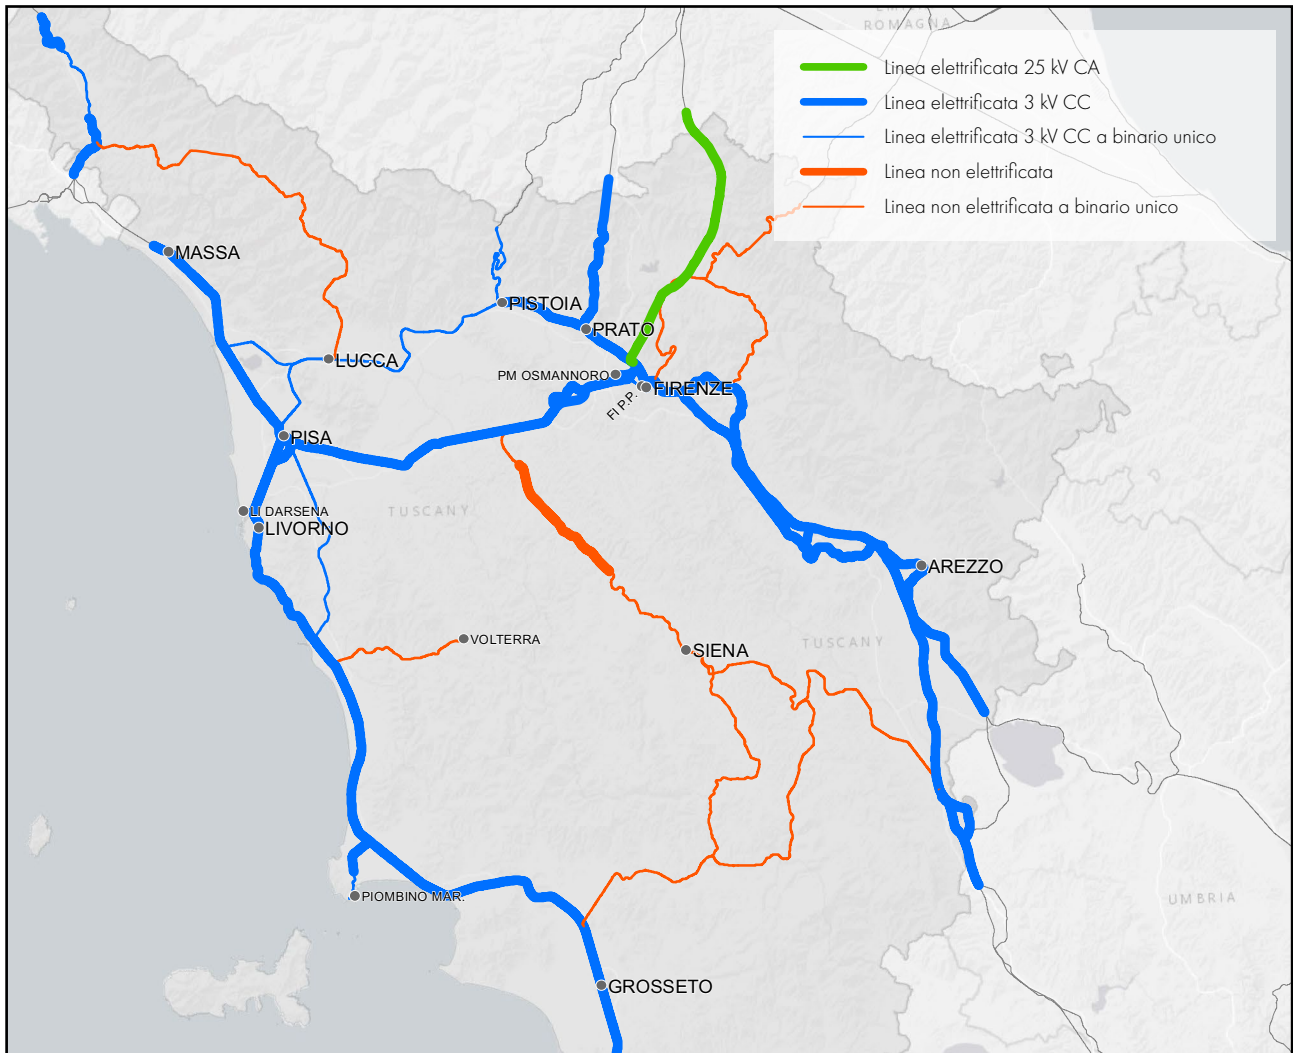 ROMAGNA
Linea elettrificata 25 kV CA
Linea elettrificata 3 kV CC
Linea elettrificata 3 kV CC a binario unico
Linea non elettrificata
Linea non elettrificata a binario unico
MASSA
PISTOIA
PRATO
LUCCA
PM OSMANNORO
FIRENZE
FI P.P.
PISA
TUSCANY
LI DARSENA
LIVORNO
AREZZO
VOLTERRA
SIENA
TUSCANY
PIOMBINO MAR.
UMBRIA
GROSSETO